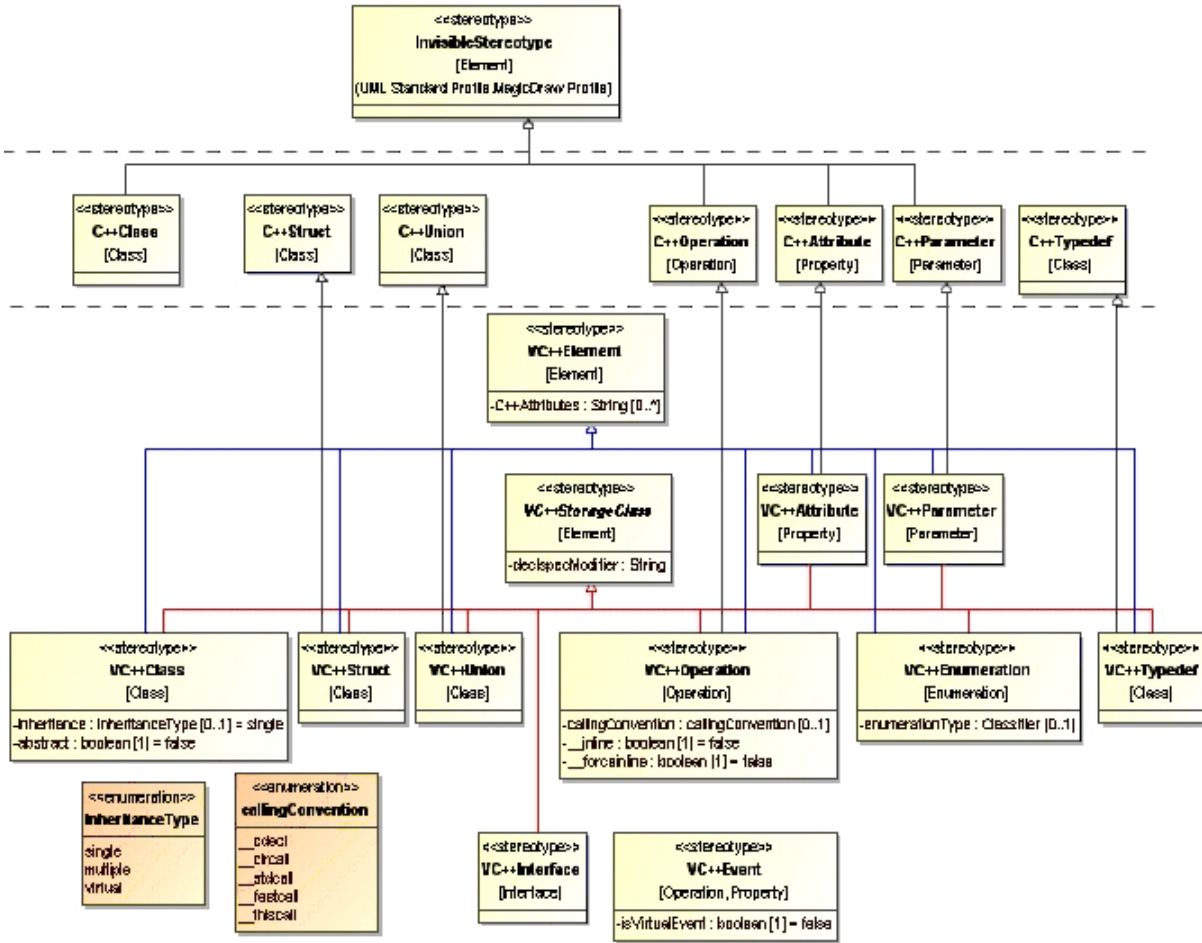 <<stereotype>>
InvisibleStereotype
[Element]
(UML Standard Profile.MagicDraw Profile)
<<stereotype>>
C++Class
[Class]
<<stereotype>>
C++Struct
[Class]
<<stereotype>>
C++Union
[Class]
<<stereotype>>
C++Operation
[Operation]
<<stereotype>>
C++Attribute
[Property]
<<stereotype>>
C++Parameter
[Parameter]
<<stereotype>>
C++Typedef
[Class]
<<stereotype>>
VC++Element
[Element]
-C++Attributes : String [0..*]
<<stereotype>>
VC++StorageClass
[Element]
-declspecModifier : String
<<stereotype>>
VC++Attribute
[Property]
<<stereotype>>
VC++Parameter
[Parameter]
<<stereotype>>
VC++Class
[Class]
-inheritance : InheritanceType [0..1] = single
-abstract : boolean [1] = false
<<stereotype>>
VC++Struct
[Class]
<<stereotype>>
VC++Union
[Class]
<<stereotype>>
VC++Operation
[Operation]
-callingConvention : callingConvention [0..1]
-__inline : boolean [1] = false
-__forceinline : boolean [1] = false
<<stereotype>>
VC++Enumeration
[Enumeration]
-enumerationType : Classifier [0..1]
<<stereotype>>
VC++Typedef
[Class]
<<enumeration>>
InheritanceType
single
multiple
virtual
<<enumeration>>
callingConvention
__cdecl
__clrcall
__stdcall
__fastcall
__thiscall
<<stereotype>>
VC++Interface
[Interface]
<<stereotype>>
VC++Event
[Operation, Property]
-isVirtualEvent : boolean [1] = false